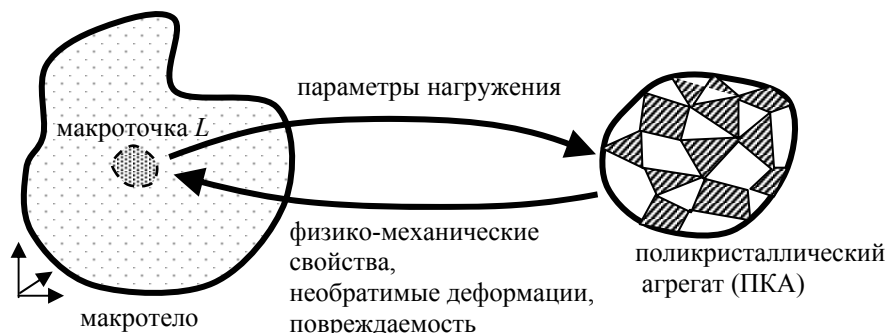 параметры нагружения
макроточка L
физико-механические
свойства,
необратимые деформации,
повреждаемость
поликристаллический
агрегат (ПКА)
макротело